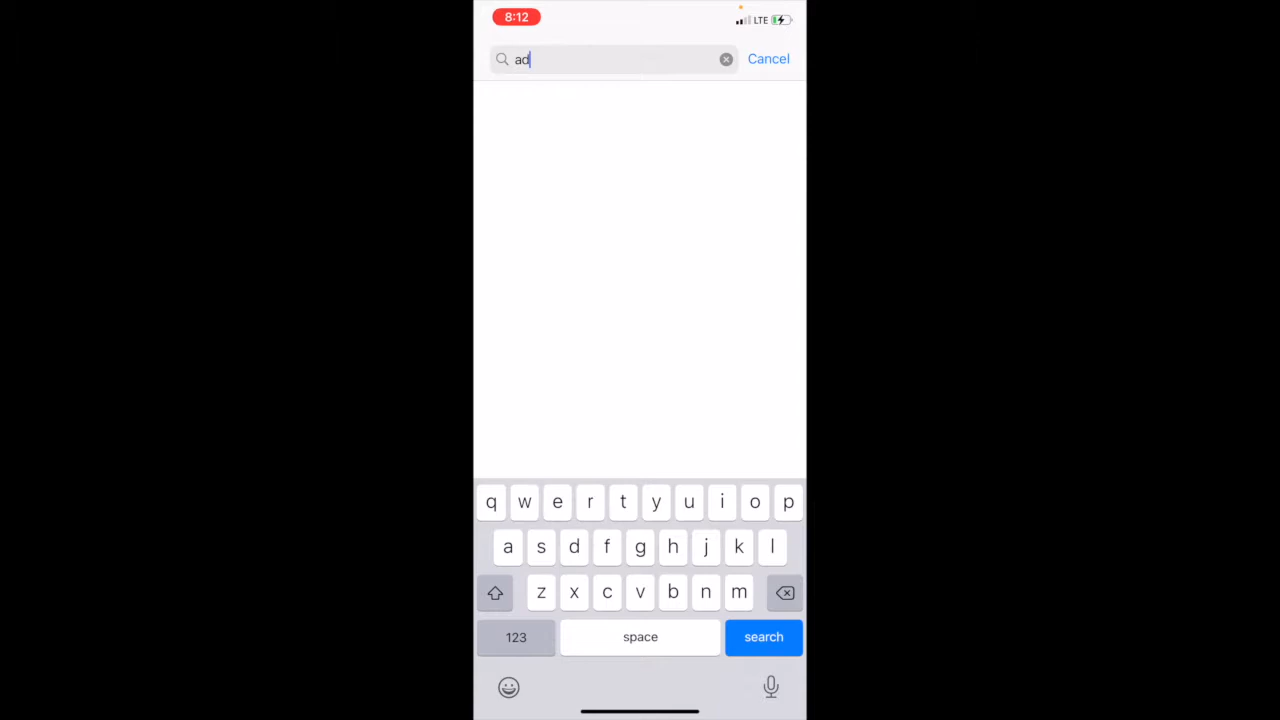 8:12
LTE
ad
Cancel
q w e r t y u i o p
a s d f g h j k l
z x c v b n m
123 space search